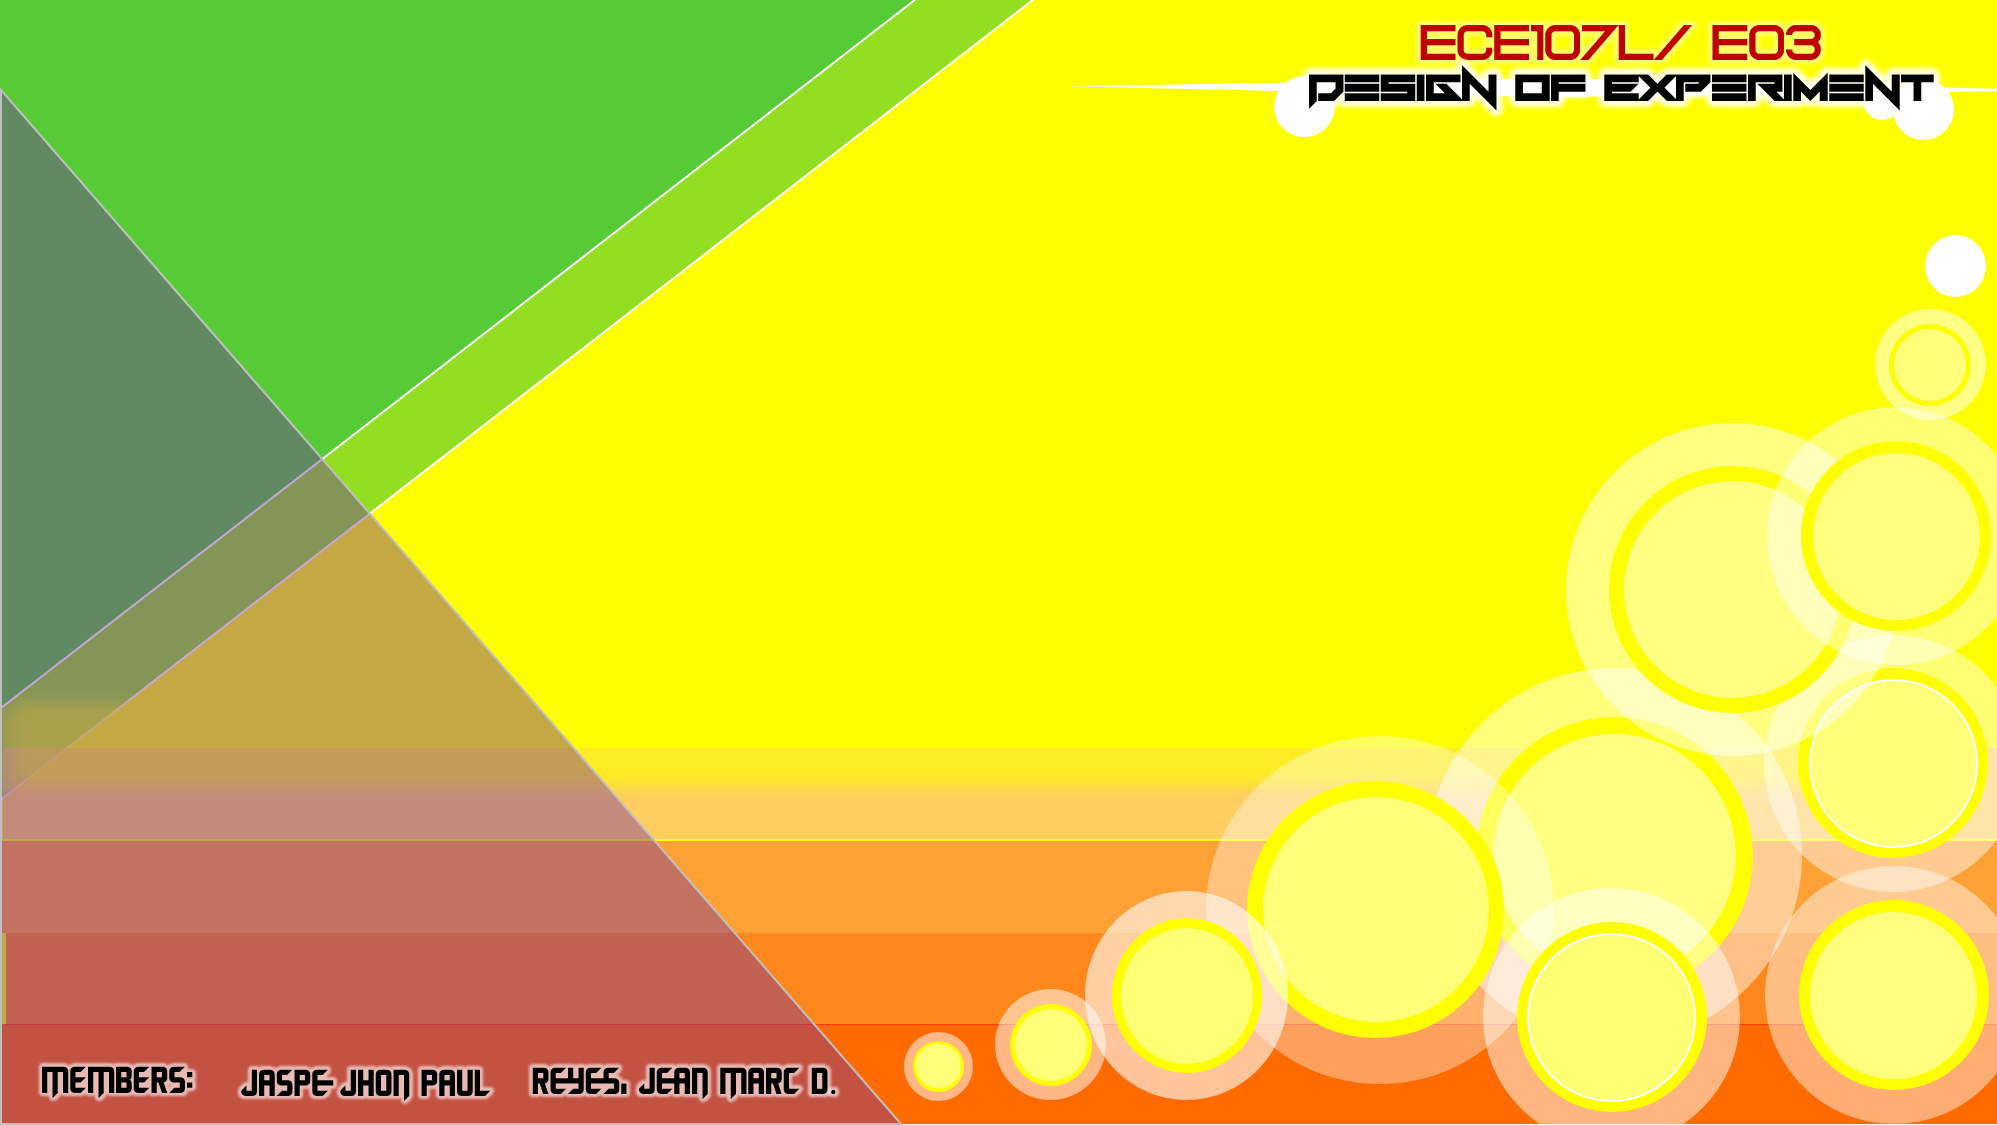 ECE107L/ E03
DESIGN OF EXPERIMENT
MEMBERS: JASPE JHON PAUL REYES, JEAN MARC D.